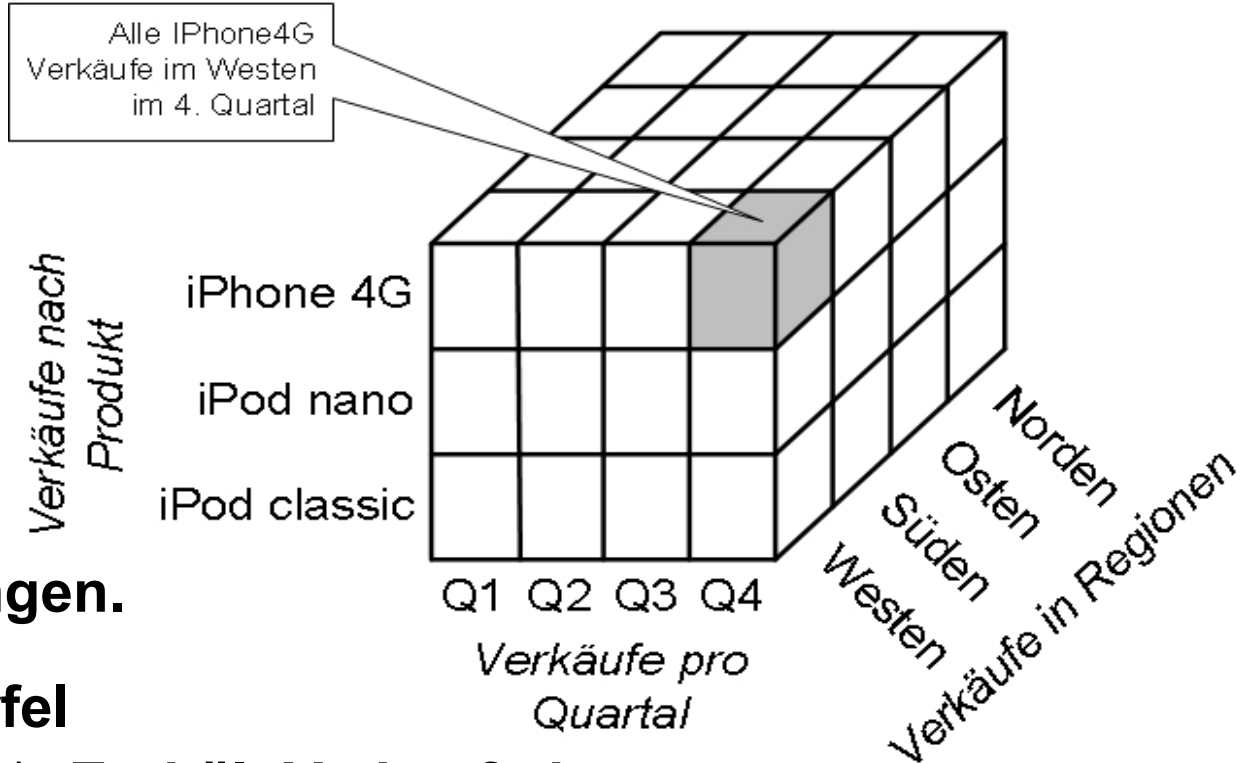 Alle IPhone4G
Verkäufe im Westen
im 4. Quartal
Verkäufe nach
Produkt
iPhone 4G
iPod nano
iPod classic
Q1 Q2 Q3 Q4
Verkäufe pro
Quartal
Westen
Süden
Osten
Norden
Verkäufe in Regionen
ngen.
fel